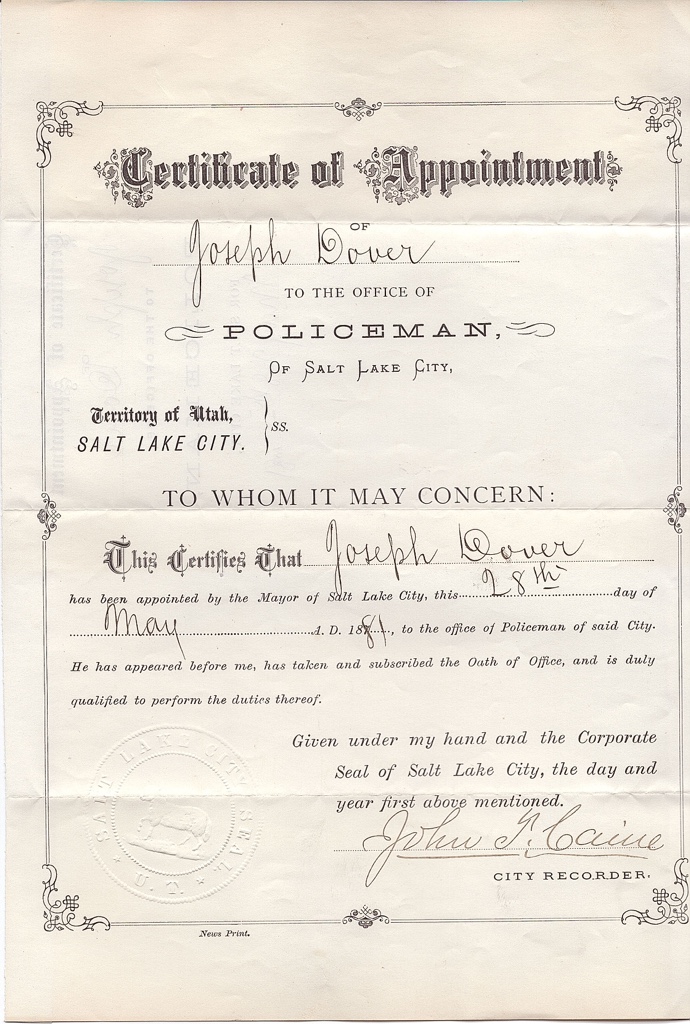 Certificate of Appointment
OF
Joseph Dover
TO THE OFFICE OF
POLICEMAN,
OF SALT LAKE CITY,
Territory of Utah,
SALT LAKE CITY. } SS.
TO WHOM IT MAY CONCERN:
This Certifies That Joseph Dover
has been appointed by the Mayor of Salt Lake City, this 28th day of
May A. D. 1881, to the office of Policeman of said City.
He has appeared before me, has taken and subscribed the Oath of Office, and is duly
qualified to perform the duties thereof.
Given under my hand and the Corporate
Seal of Salt Lake City, the day and
year first above mentioned.
John T. Caine
CITY RECORDER.
SALT LAKE CITY SEAL
U. T.
News Print.